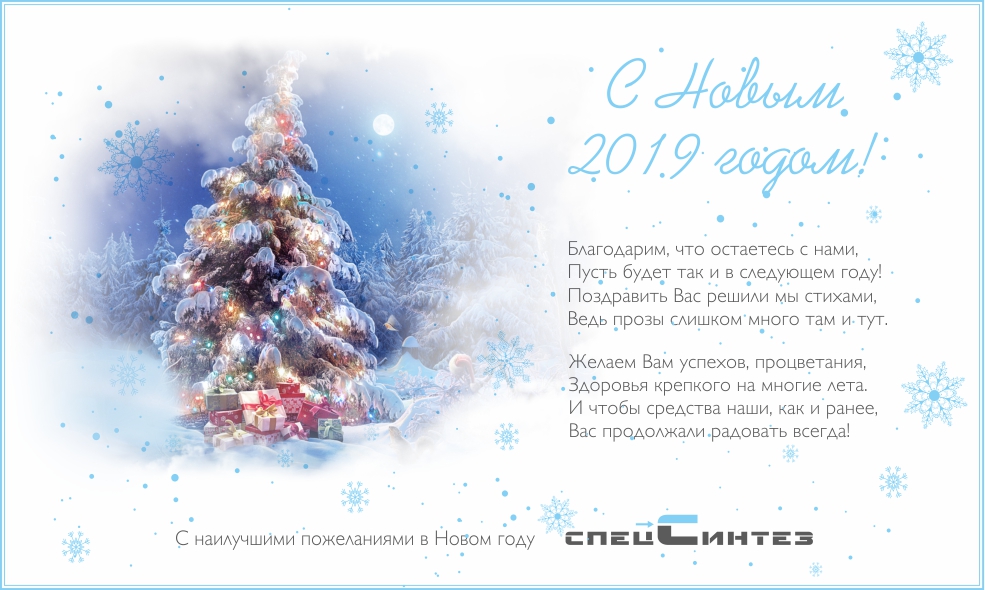 С Новым
2019 годом!
Благодарим, что остаетесь с нами,
Пусть будет так и в следующем году!
Поздравить Вас решили мы стихами,
Ведь прозы слишком много там и тут.
Желаем Вам успехов, процветания,
Здоровья крепкого на многие лета.
И чтобы средства наши, как и ранее,
Вас продолжали радовать всегда!
С наилучшими пожеланиями в Новом году
СПЕЦСИНТЕЗ